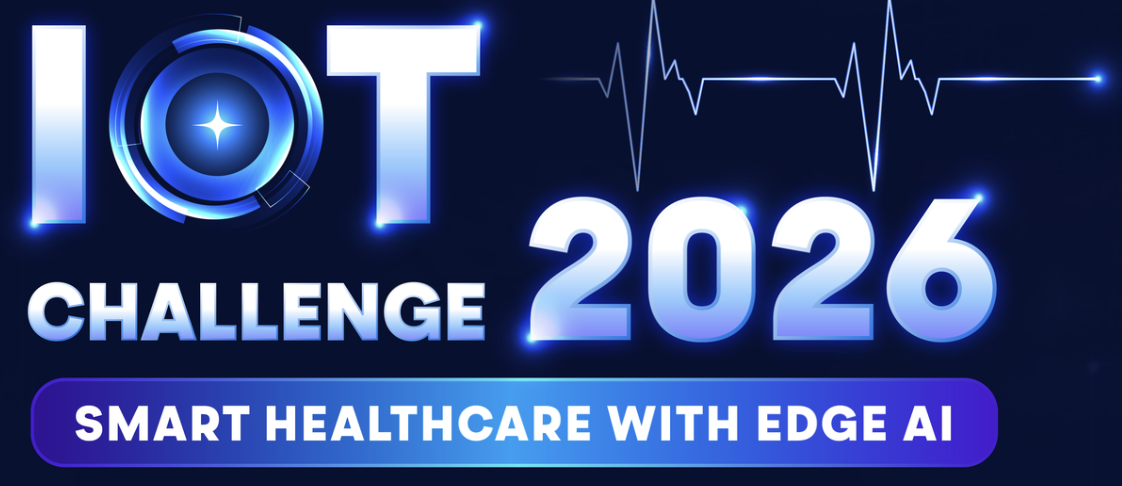 IOT
CHALLENGE
2026
SMART HEALTHCARE WITH EDGE AI